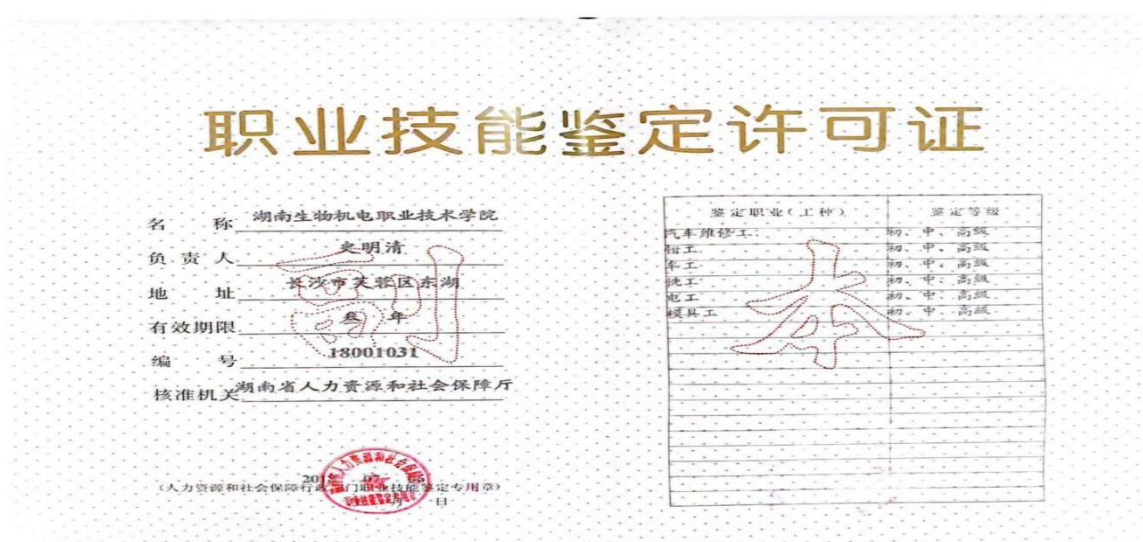 职业技能鉴定许可证
名 称 湖南生物机电职业技术学院
负 责 人 史明清
地 址 长沙市芙蓉区东湖
有效期限 叁 年
编 号 18001031
核准机关 湖南省人力资源和社会保障厅
(人力资源和社会保障行政部门职业技能鉴定专用章)
月 日
副 本
鉴定职业(工种) 鉴定等级
汽车维修工 初、中、高级
钳工 初、中、高级
车工 初、中、高级
铣工 初、中、高级
电工 初、中、高级
模具工 初、中、高级